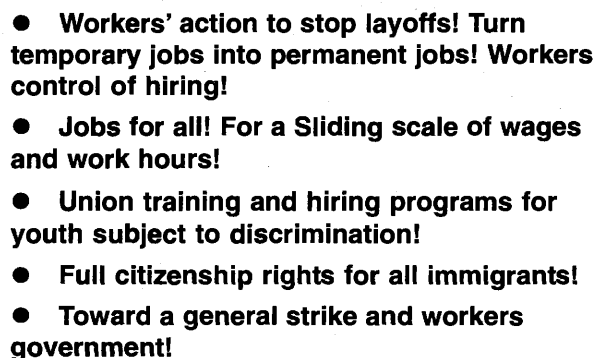 ● Workers' action to stop layoffs! Turn
temporary jobs into permanent jobs! Workers
control of hiring!
● Jobs for all! For a Sliding scale of wages
and work hours!
● Union training and hiring programs for
youth subject to discrimination!
● Full citizenship rights for all immigrants!
● Toward a general strike and workers
government!